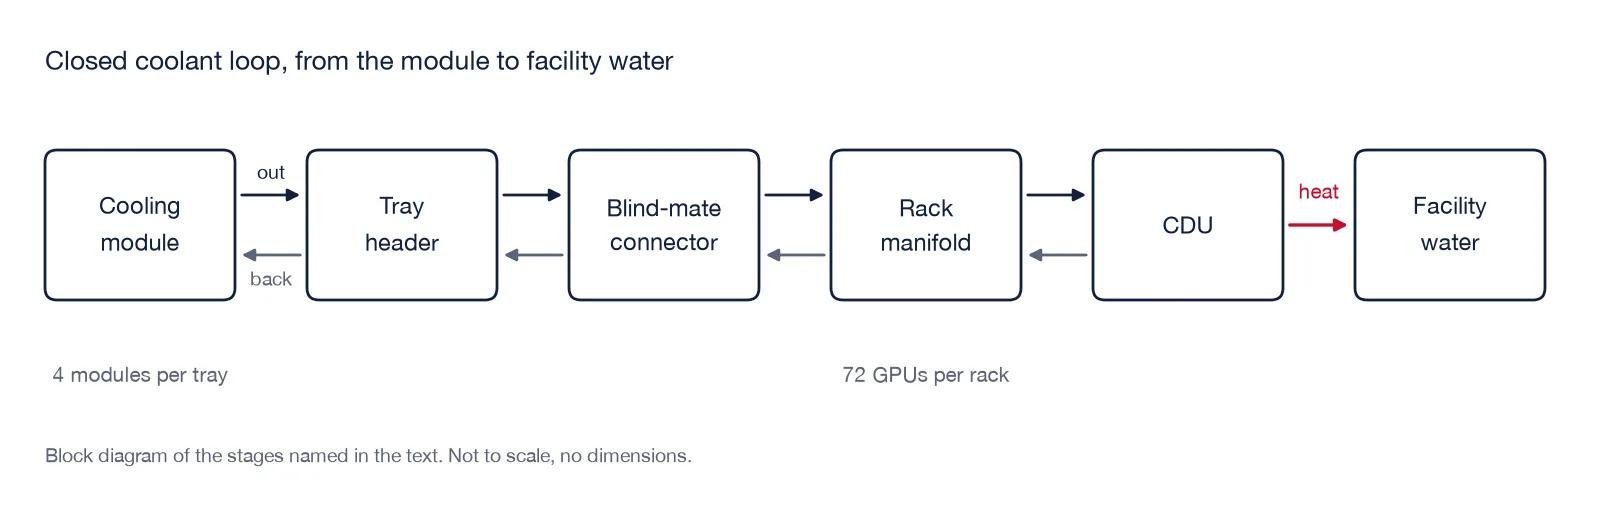 Closed coolant loop, from the module to facility water
Cooling
module
out
back
Tray
header
Blind-mate
connector
Rack
manifold
CDU
heat
Facility
water
4 modules per tray
72 GPUs per rack
Block diagram of the stages named in the text. Not to scale, no dimensions.